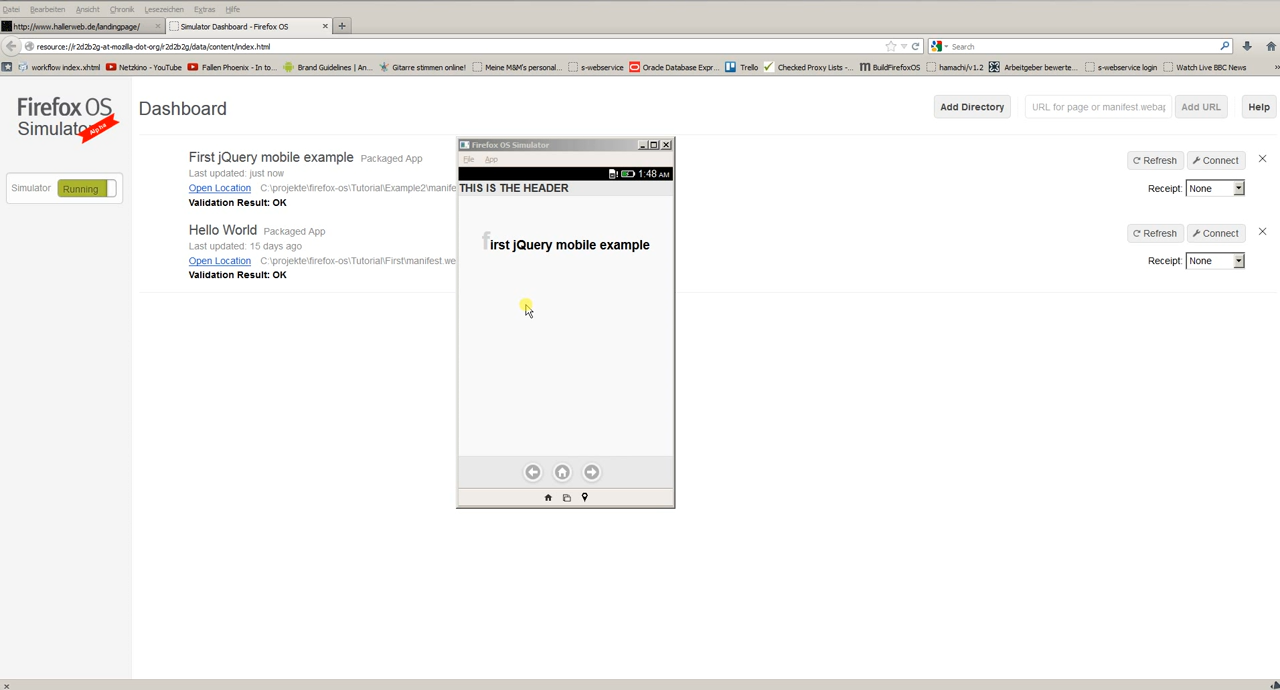 Datei Bearbeiten Ansicht Chronik Lesezeichen Extras Hilfe
http://www.hallerweb.de/landingpage/ × Simulator Dashboard - Firefox OS × +
resource://r2d2b2g-at-mozilla-dot-org/r2d2b2g/data/content/index.html Search
workflow index.xhtml Netzkino - YouTube Fallen Phoenix - In to... Brand Guidelines | An... Gitarre stimmen online! Meine M&M's personal... s-webservice Oracle Database Expr... Trello Checked Proxy Lists -... BuildFirefoxOS hamachi/v1.2 Arbeitgeber bewerte... s-webservice login Watch Live BBC News »
Firefox OS
Simulator
Alpha
Simulator Running
Dashboard
Add Directory URL for page or manifest.webap Add URL Help
First jQuery mobile example Packaged App
Last updated: just now
Open Location C:\projekte\firefox-os\Tutorial\Example2\manife
Validation Result: OK
Refresh Connect
Receipt: None
Hello World Packaged App
Last updated: 15 days ago
Open Location C:\projekte\firefox-os\Tutorial\First\manifest.we
Validation Result: OK
Refresh Connect
Receipt: None
Firefox OS Simulator
File App
1:48 AM
THIS IS THE HEADER
first jQuery mobile example